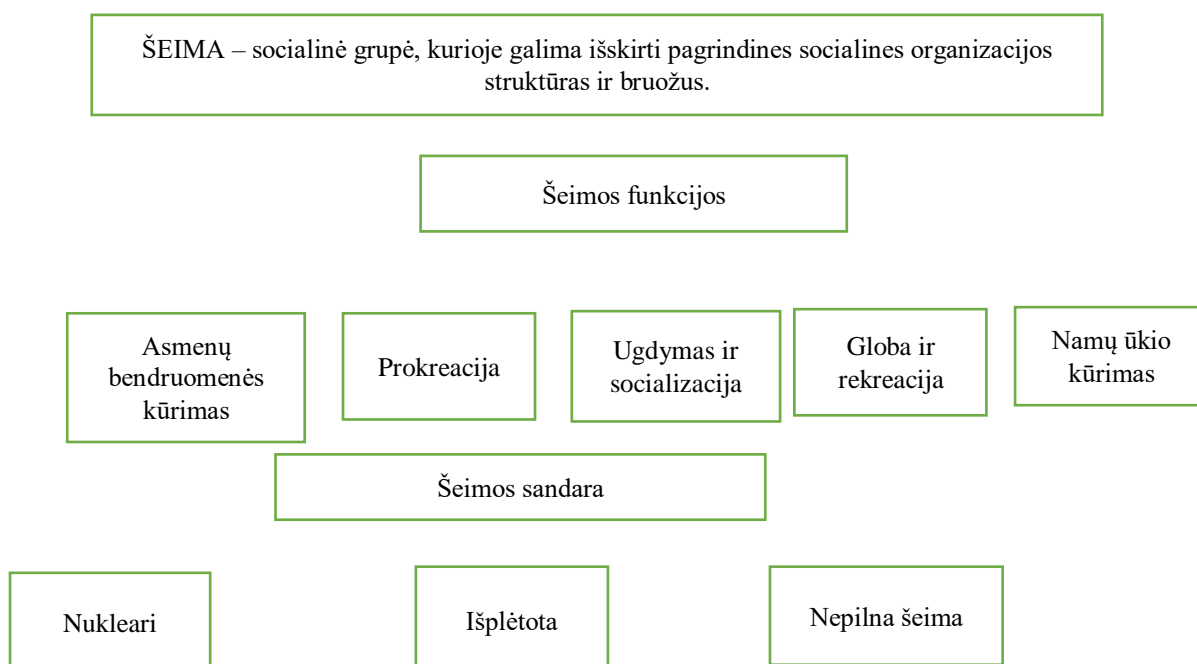 ŠEIMA – socialinė grupė, kurioje galima išskirti pagrindines socialines organizacijos
struktūras ir bruožus.
Šeimos funkcijos
Asmenų
bendruomenės
kūrimas
Prokreacija
Ugdymas ir
socializacija
Globa ir
rekreacija
Namų ūkio
kūrimas
Šeimos sandara
Nukleari
Išplėtota
Nepilna šeima